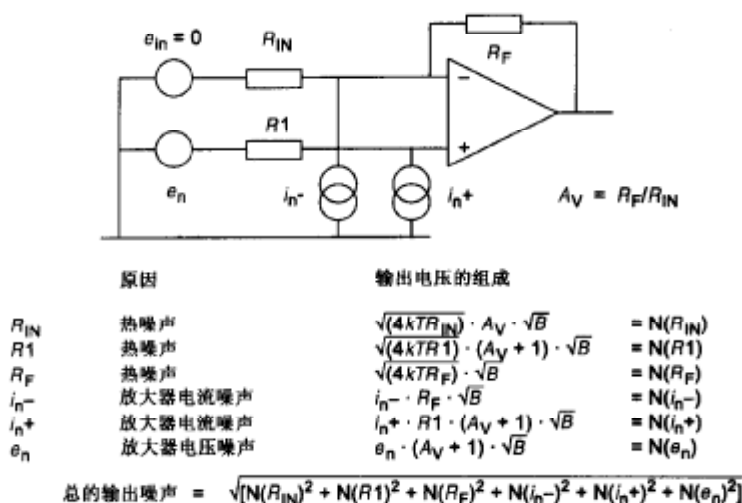 e_in = 0
R_IN
R_F
−
R1
+
e_n
i_n-
i_n+
A_V = R_F/R_IN
原因 输出电压的组成
R_IN 热噪声 √(4kTR_IN) · A_V · √B = N(R_IN)
R1 热噪声 √(4kTR1) · (A_V + 1) · √B = N(R1)
R_F 热噪声 √(4kTR_F) · √B = N(R_F)
i_n- 放大器电流噪声 i_n- · R_F · √B = N(i_n-)
i_n+ 放大器电流噪声 i_n+ · R1 · (A_V + 1) · √B = N(i_n+)
e_n 放大器电压噪声 e_n · (A_V + 1) · √B = N(e_n)
总的输出噪声 = √[N(R_IN)² + N(R1)² + N(R_F)² + N(i_n-)² + N(i_n+)² + N(e_n)²]